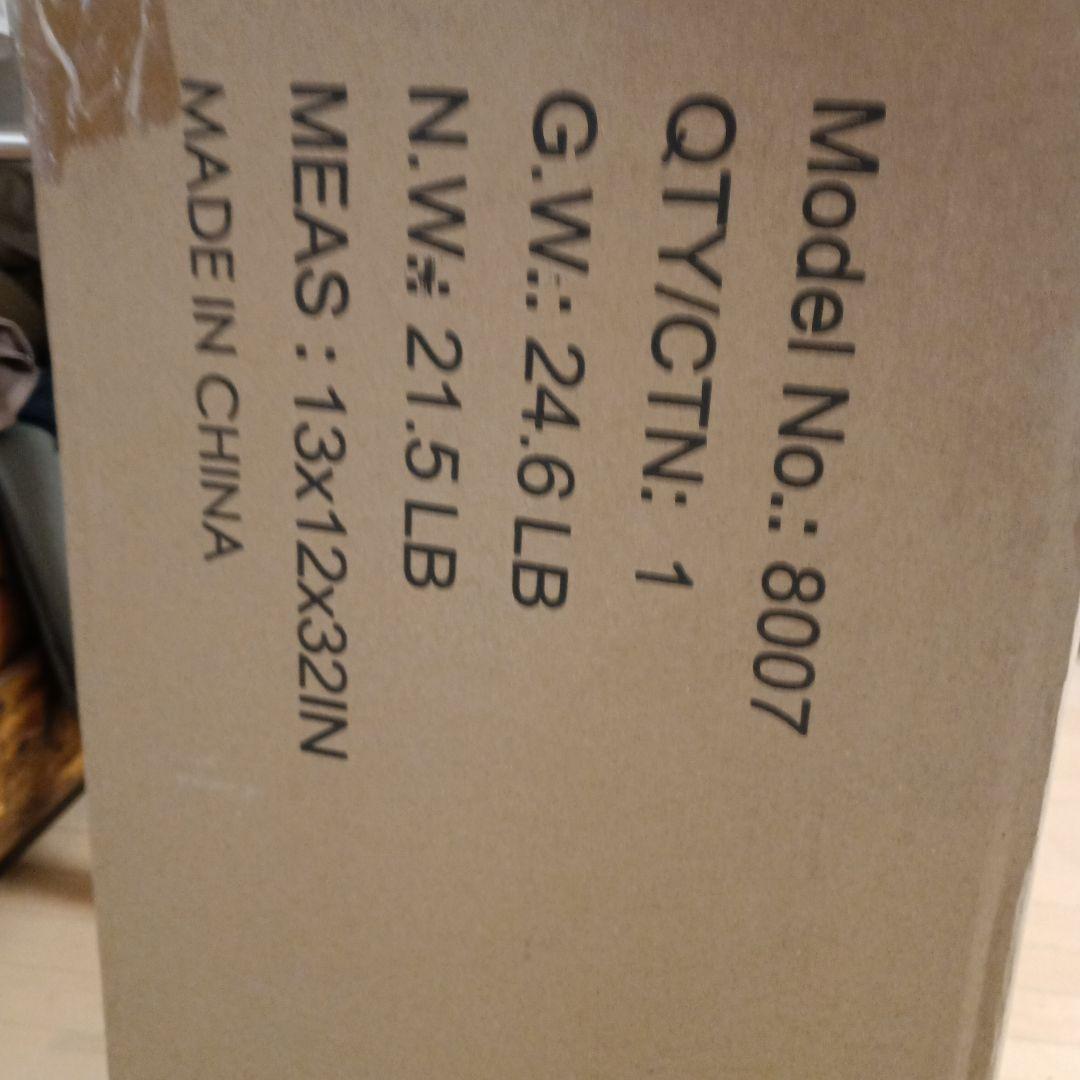 Model No.: 8007
QTY/CTN: 1
G.W.: 24.6 LB
N.W.: 21.5 LB
MEAS : 13x12x32IN
MADE IN CHINA